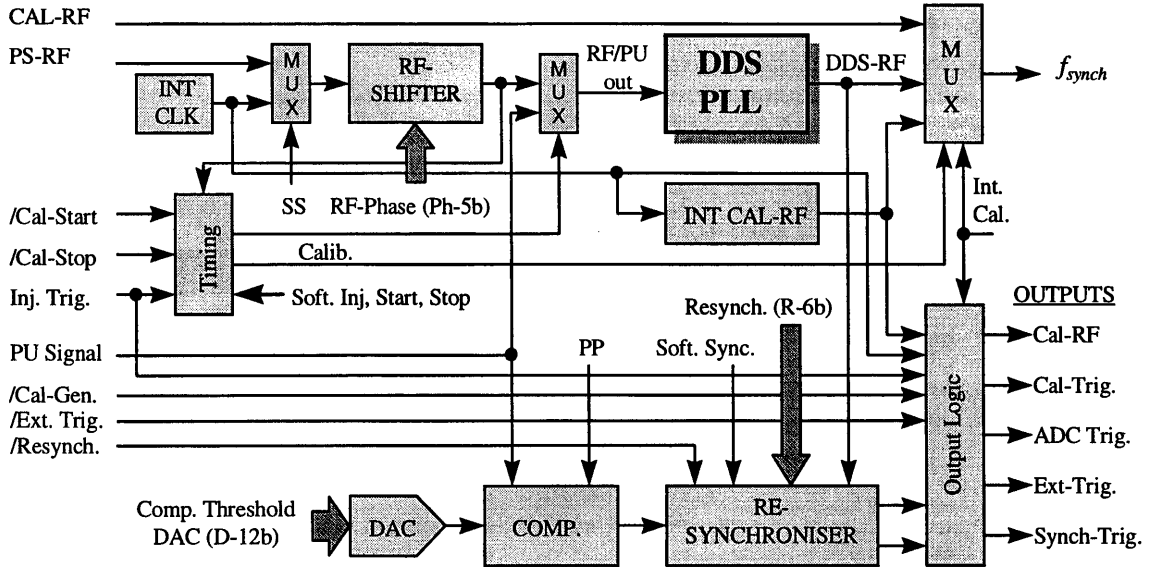 CAL-RF
PS-RF
INT
CLK
M
U
X
RF-
SHIFTER
M
U
X
RF/PU
out
DDS
PLL
DDS-RF
M
U
X
fsynch
SS
RF-Phase (Ph-5b)
INT CAL-RF
Int.
Cal.
/Cal-Start
/Cal-Stop
Inj. Trig.
Timing
Calib.
Soft. Inj, Start, Stop
Resynch. (R-6b)
OUTPUTS
PU Signal
PP
Soft. Sync.
/Cal-Gen.
/Ext. Trig.
/Resynch.
Output Logic
Cal-RF
Cal-Trig.
ADC Trig.
Ext-Trig.
Synch-Trig.
Comp. Threshold
DAC (D-12b)
DAC
COMP.
RE-
SYNCHRONISER